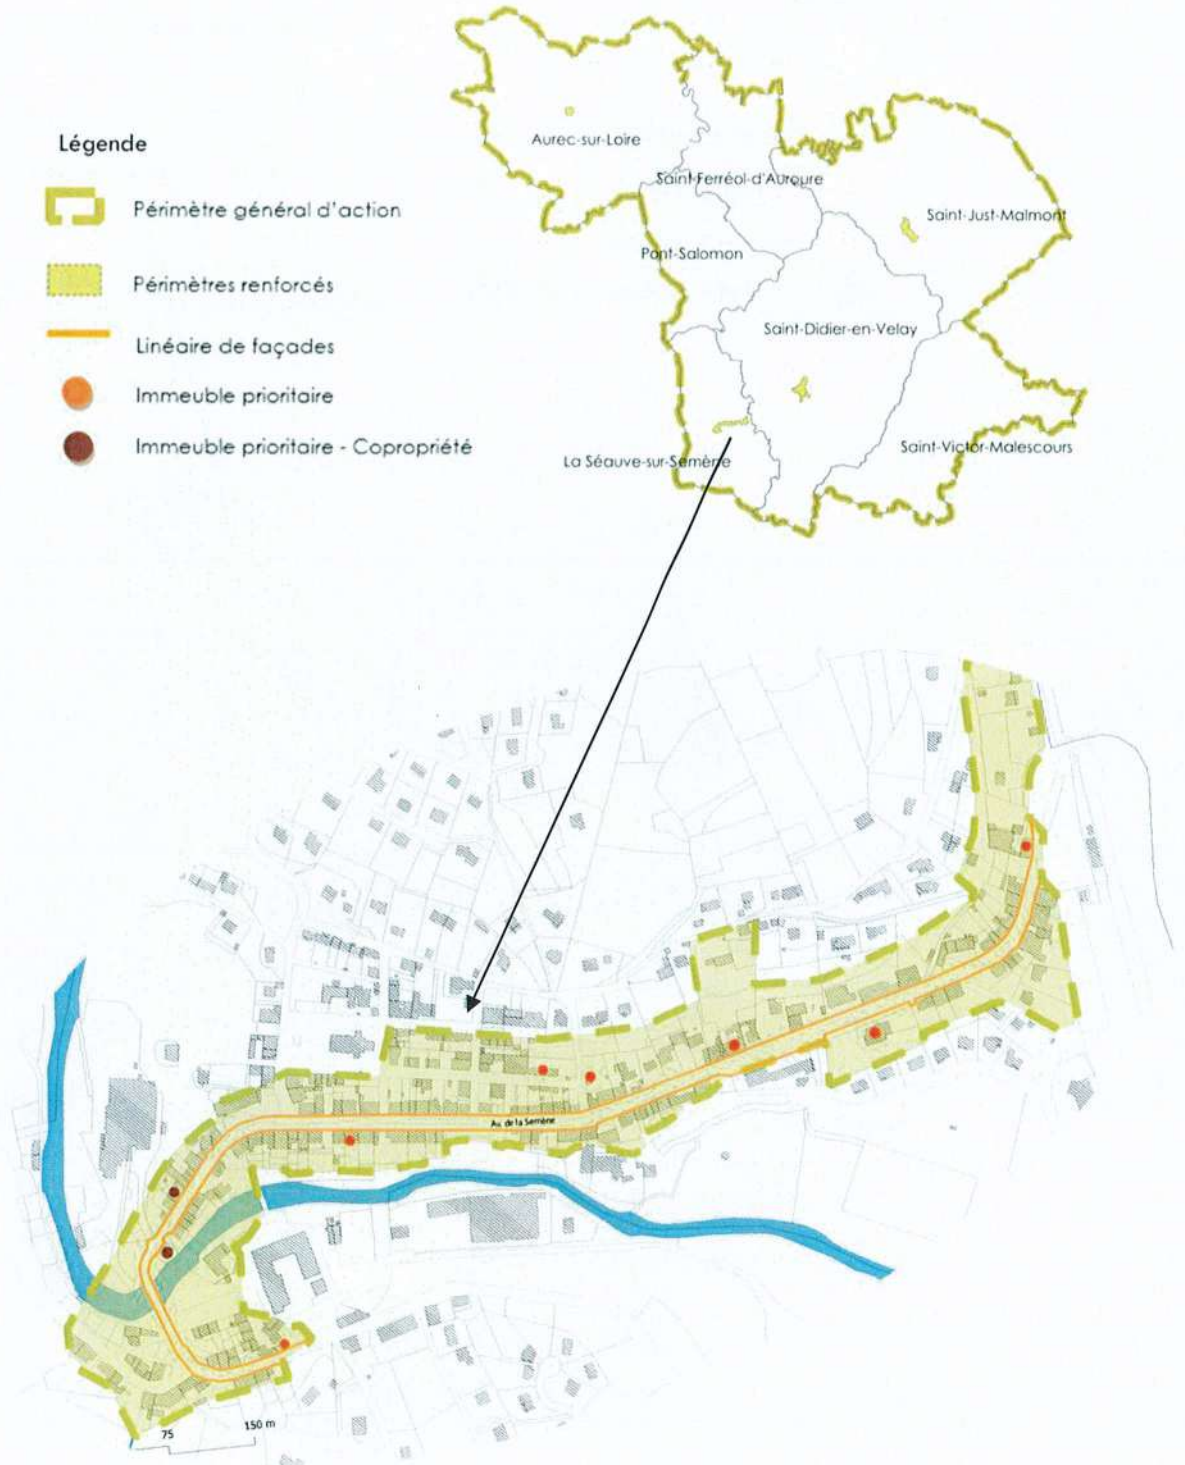 Légende
Périmètre général d'action
Périmètres renforcés
Linéaire de façades
Immeuble prioritaire
Immeuble prioritaire - Copropriété
Aurec-sur-Loire
Saint-Ferréol-d'Auroure
Saint-Just-Malmont
Pont-Salomon
Saint-Didier-en-Velay
Saint-Victor-Malescours
La Séauve-sur-Semène
Av. de la Semène
75
150 m